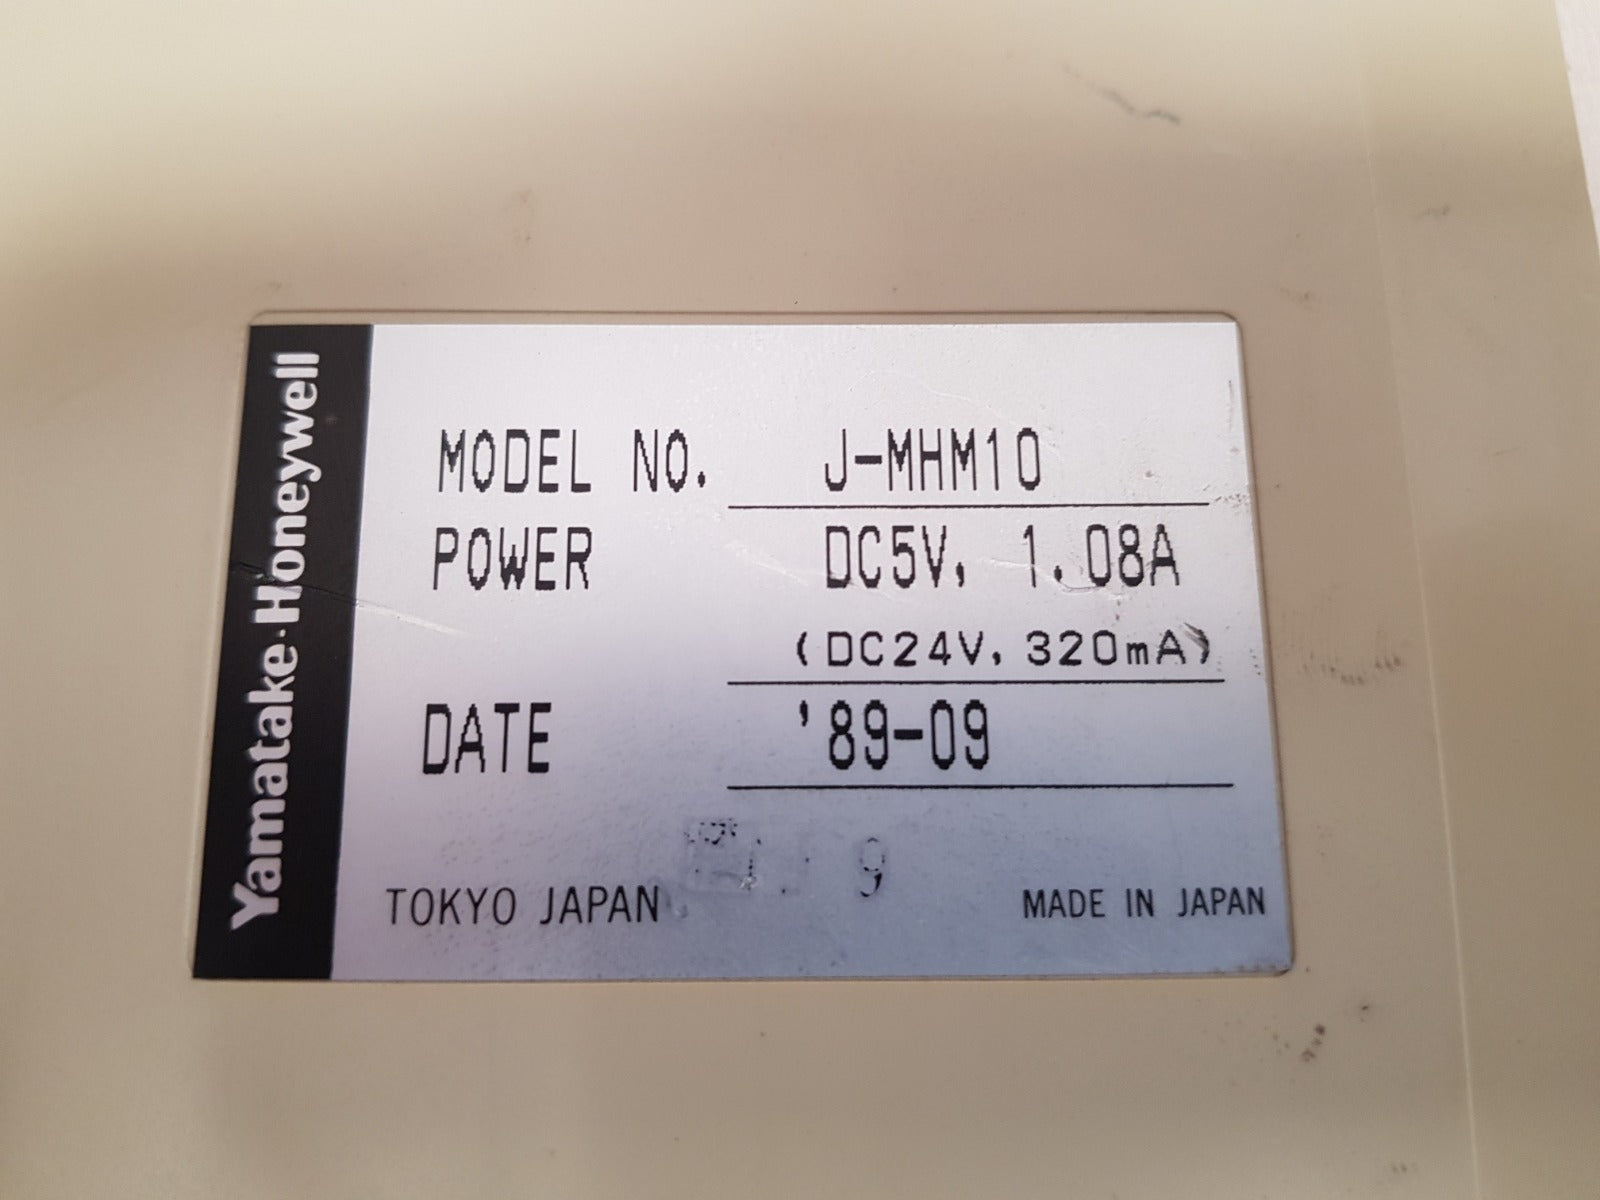 Yamatake·Honeywell
MODEL NO. J-MHM10
POWER DC5V, 1.08A
(DC24V, 320mA)
DATE '89-09
9
TOKYO JAPAN MADE IN JAPAN